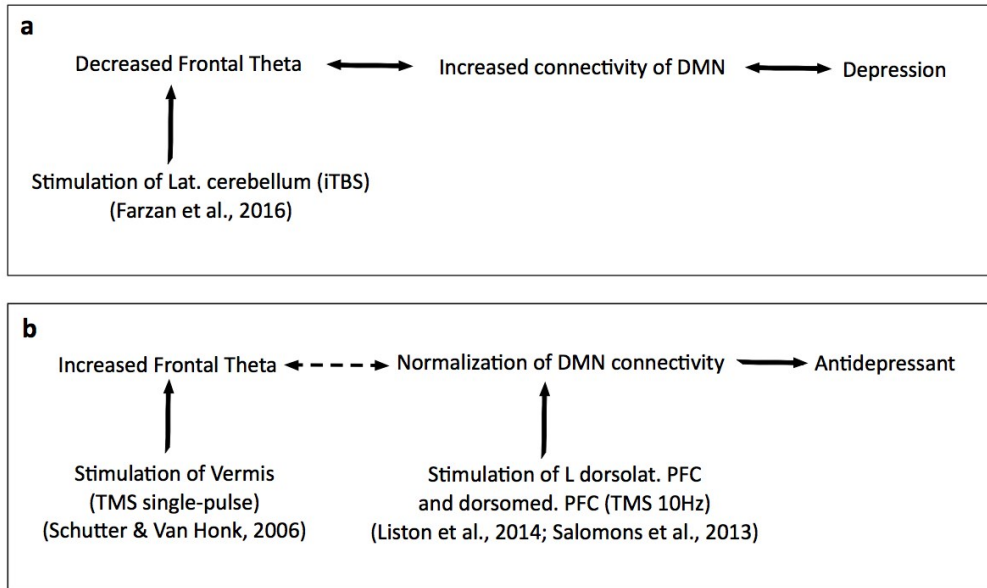 a
Decreased Frontal Theta
Increased connectivity of DMN
Depression
Stimulation of Lat. cerebellum (iTBS)
(Farzan et al., 2016)
b
Increased Frontal Theta
Normalization of DMN connectivity
Antidepressant
Stimulation of Vermis
(TMS single-pulse)
(Schutter & Van Honk, 2006)
Stimulation of L dorsolat. PFC
and dorsomed. PFC (TMS 10Hz)
(Liston et al., 2014; Salomons et al., 2013)